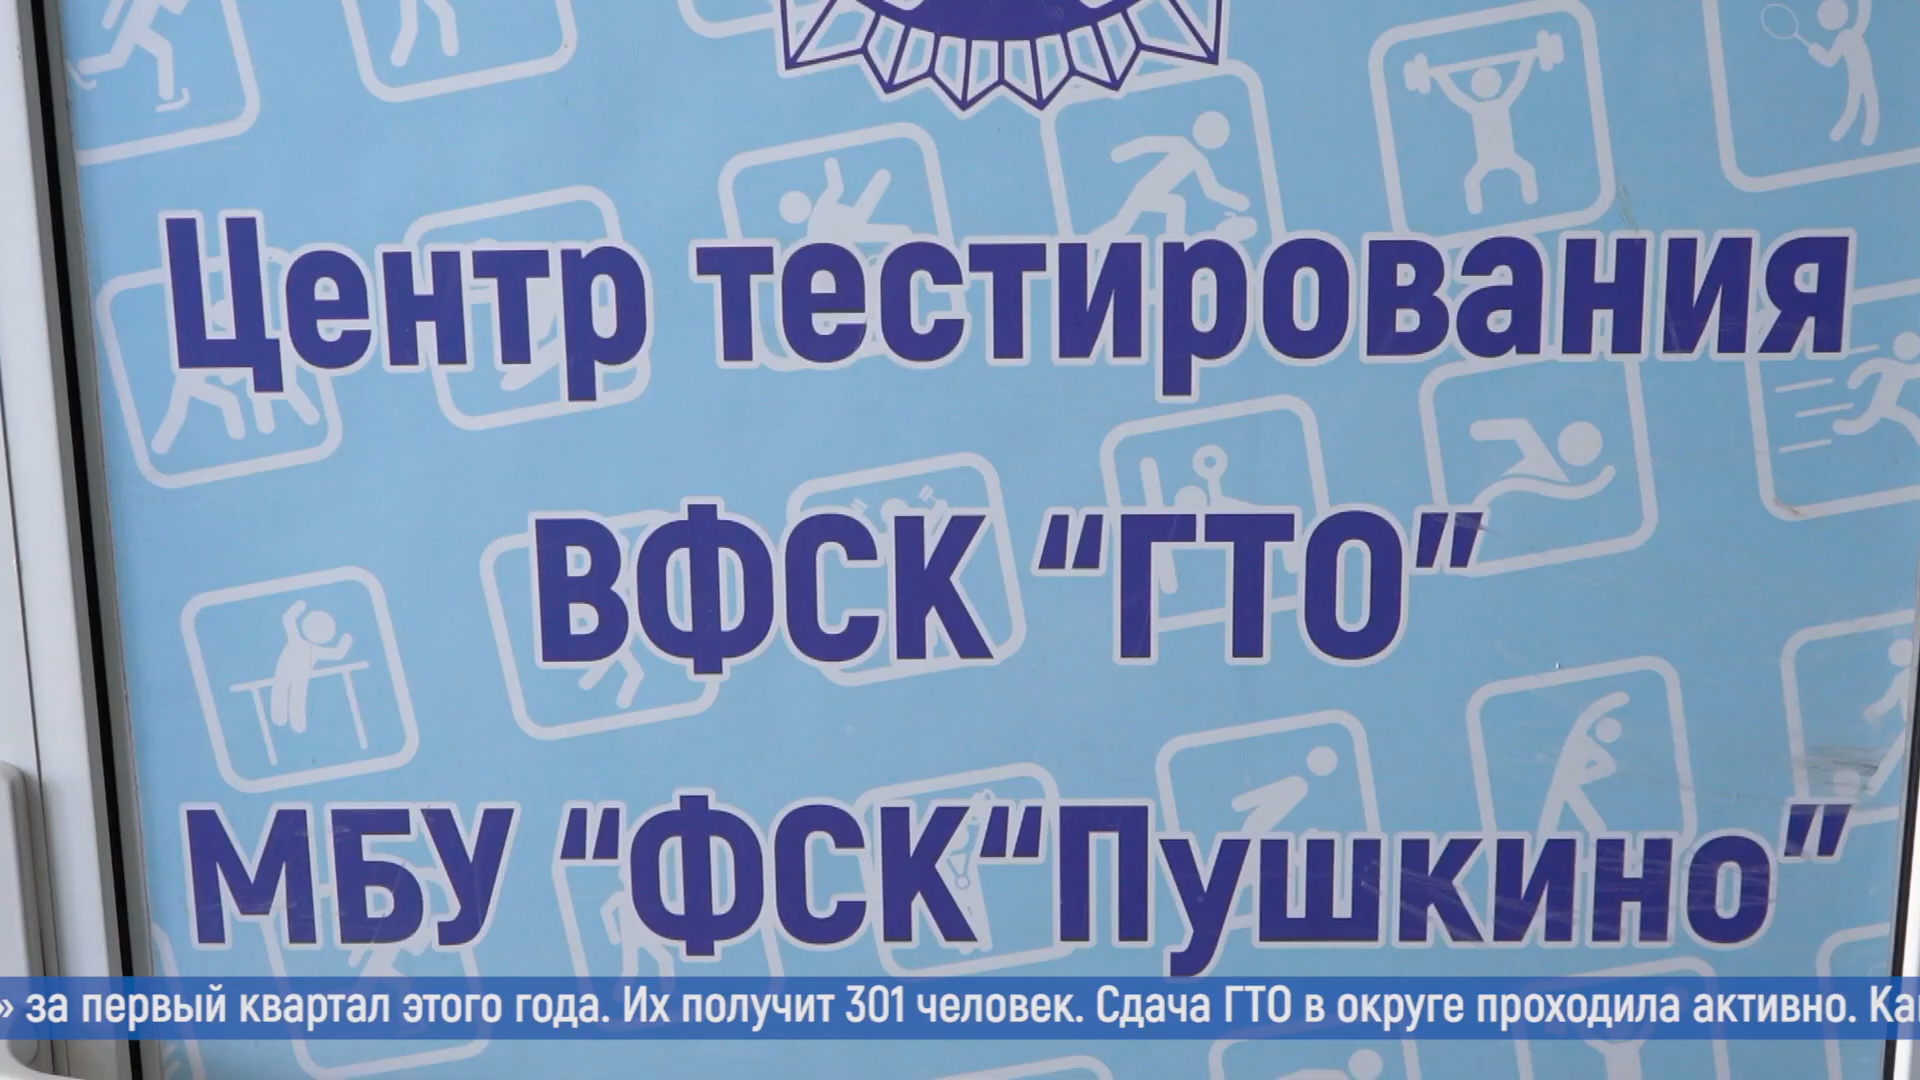 Центр тестирования
ВФСК “ГТО”
МБУ “ФСК“Пушкино”
» за первый квартал этого года. Их получит 301 человек. Сдача ГТО в округе проходила активно.